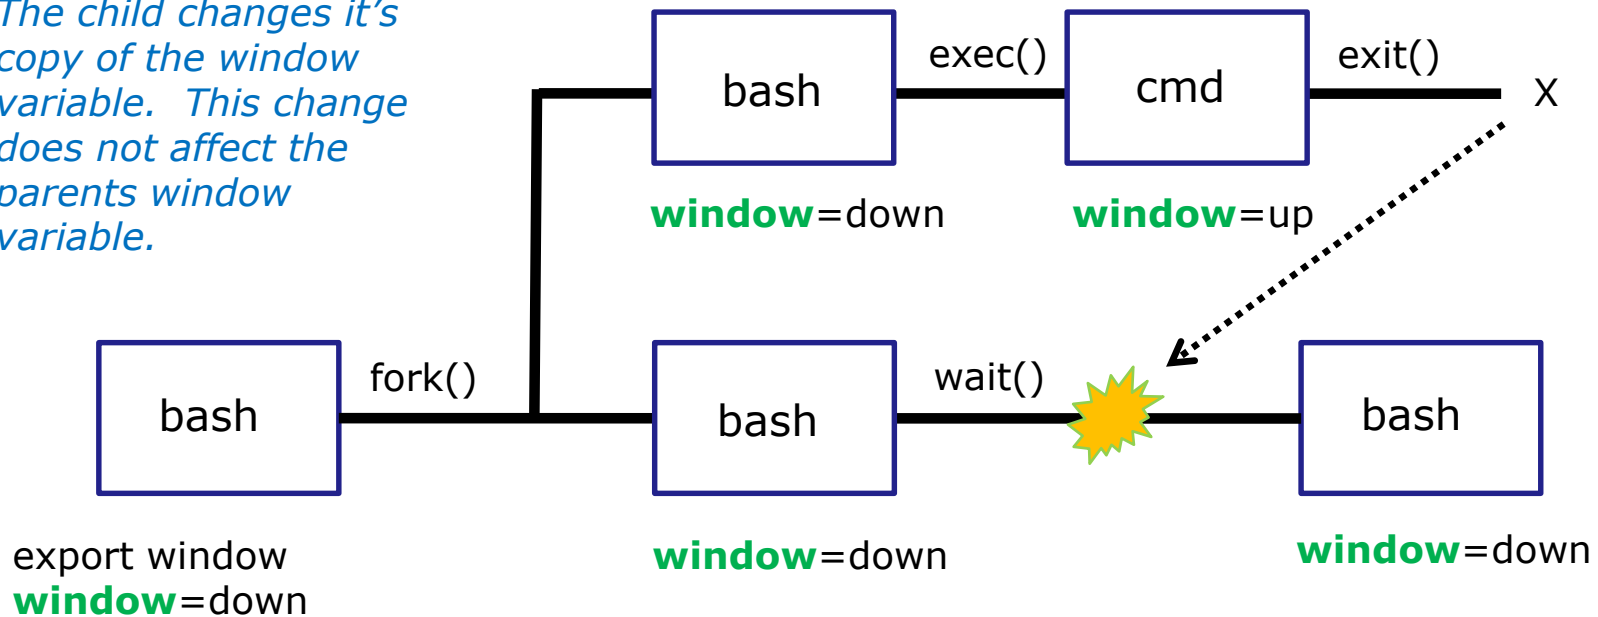 The child changes it's
copy of the window
variable. This change
does not affect the
parents window
variable.
bash
exec()
cmd
exit()
X
window=down
window=up
bash
fork()
bash
wait()
bash
export window
window=down
window=down
window=down